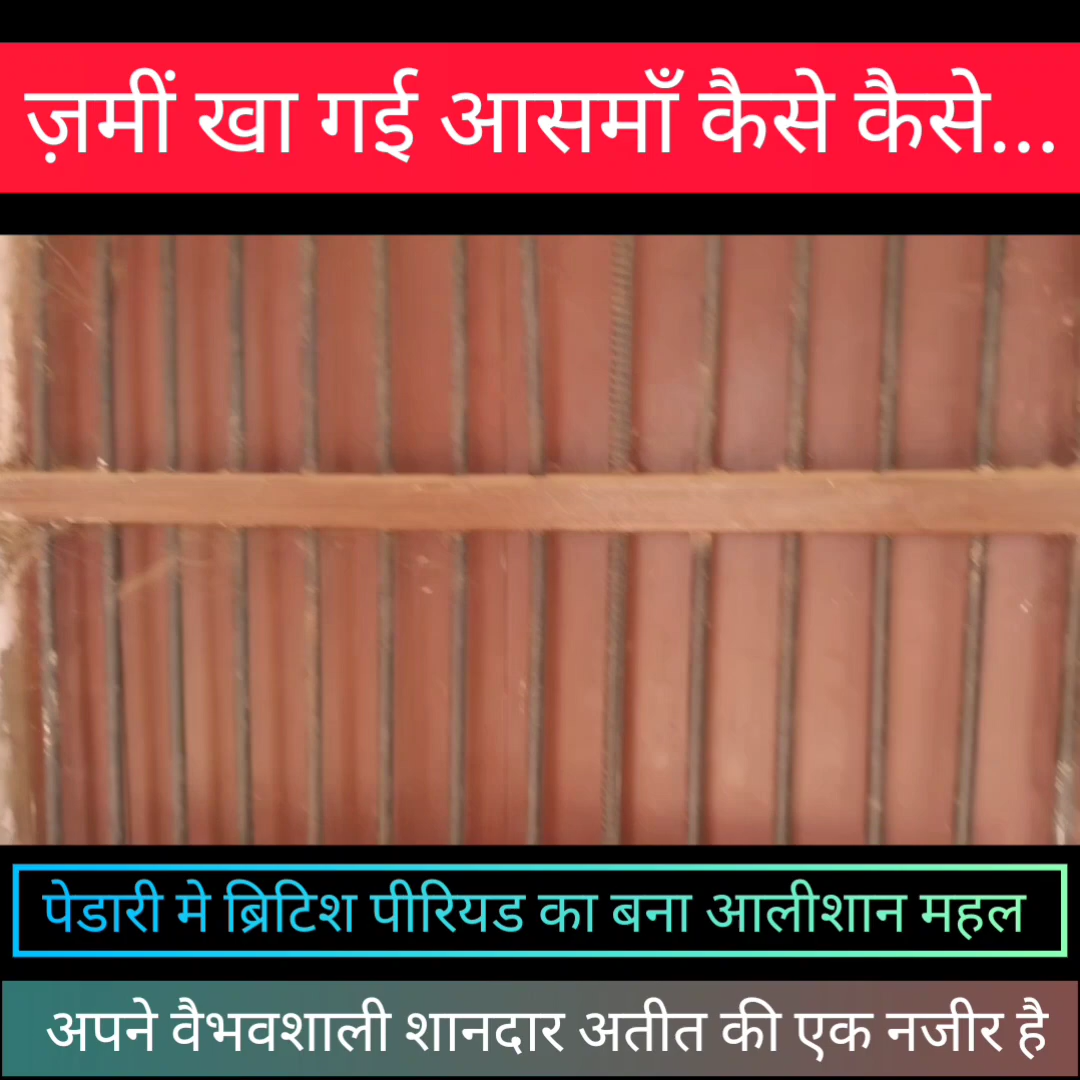 ज़मीं खा गई आसमाँ कैसे कैसे...
पेडारी मे ब्रिटिश पीरियड का बना आलीशान महल
अपने वैभवशाली शानदार अतीत की एक नजीर है